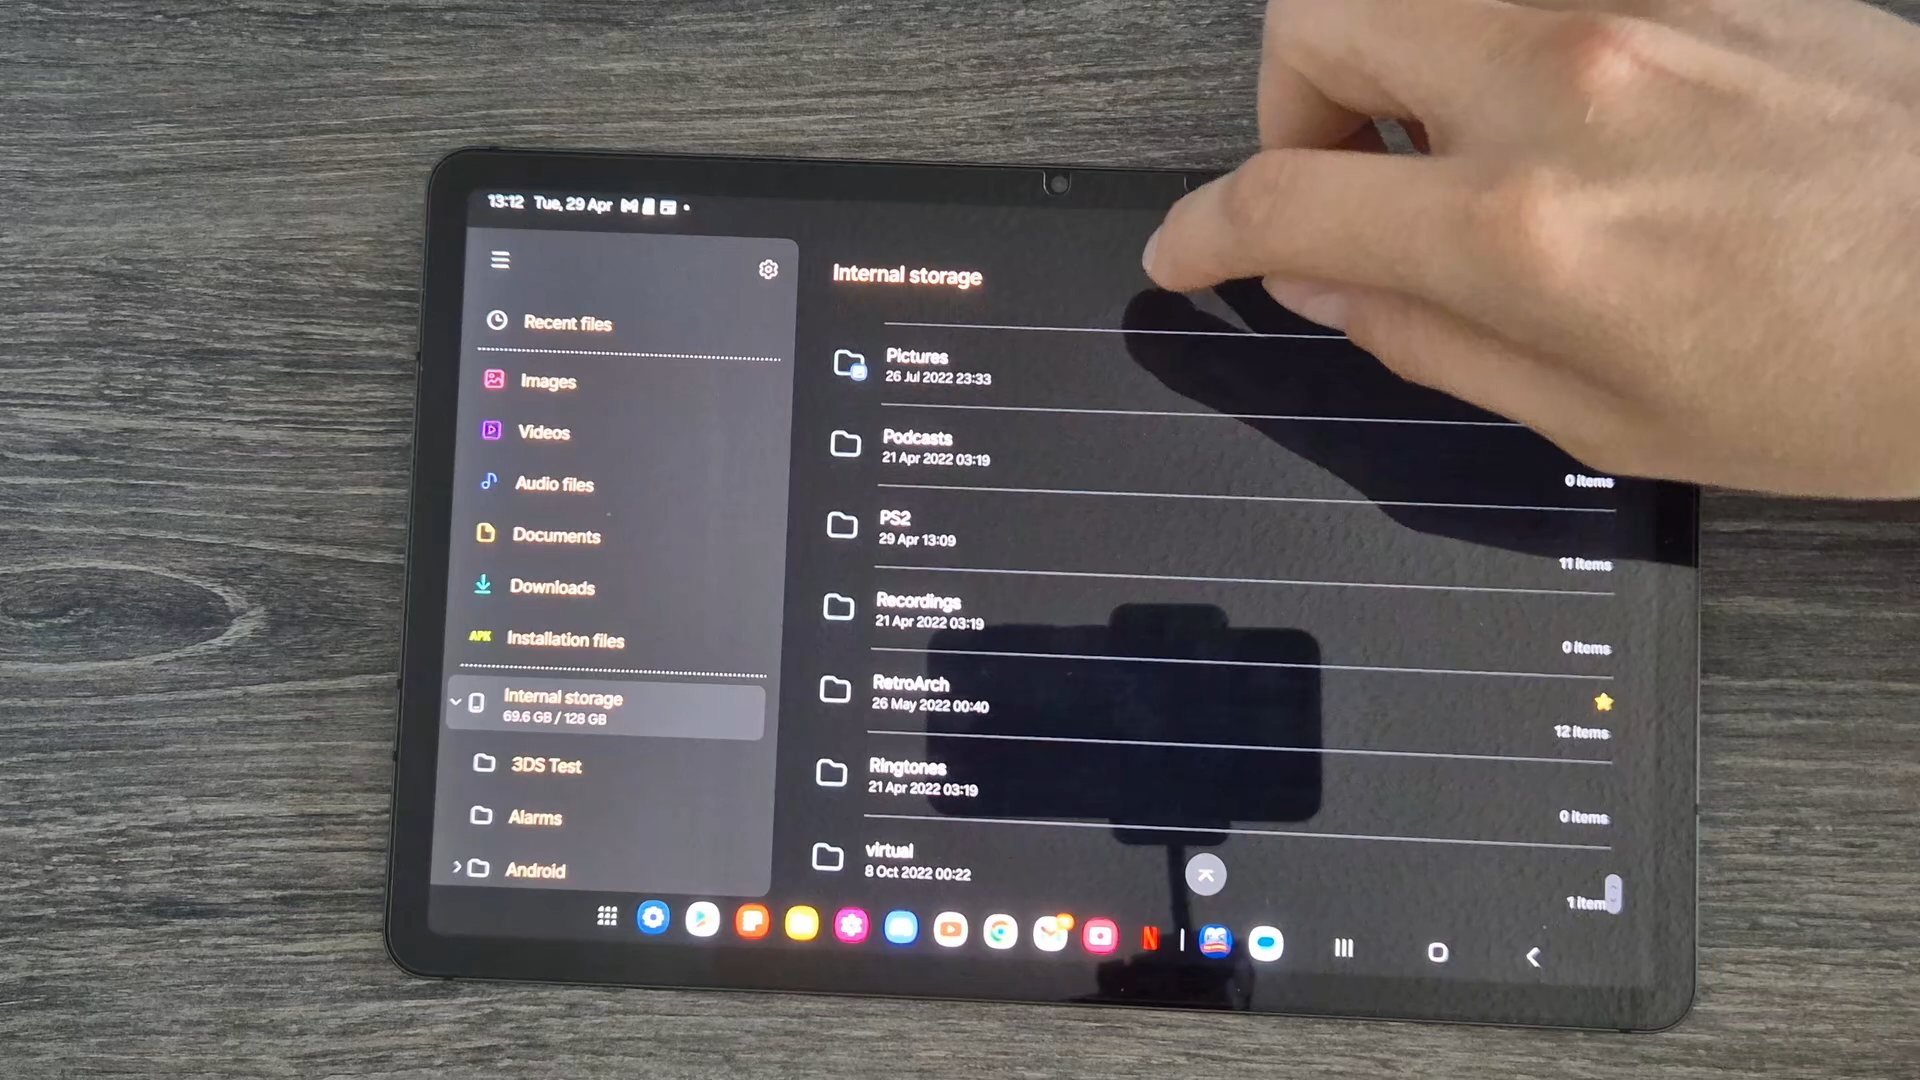 13:12 Tue, 29 Apr
Recent files
Images
Videos
Audio files
Documents
Downloads
APK Installation files
Internal storage
69.6 GB / 128 GB
3DS Test
Alarms
Android
Internal storage
Pictures
26 Jul 2022 23:33
Podcasts
21 Apr 2022 03:19
0 items
PS2
29 Apr 13:09
11 items
Recordings
21 Apr 2022 03:19
0 items
RetroArch
26 May 2022 00:40
12 items
Ringtones
21 Apr 2022 03:19
0 items
virtual
8 Oct 2022 00:22
1 item
N